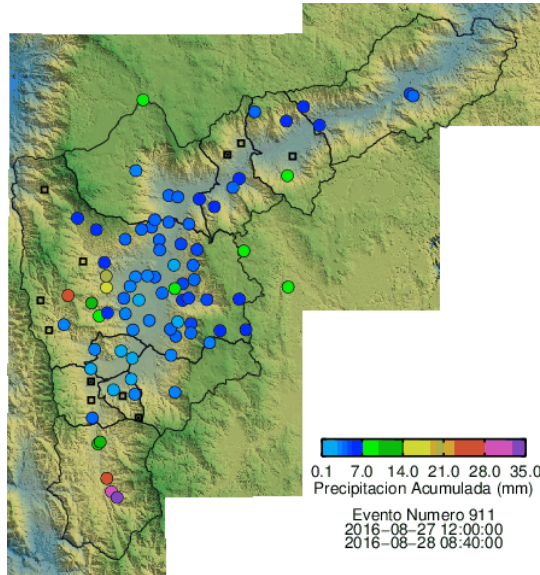 0.1 7.0 14.0 21.0 28.0 35.0
Precipitacion Acumulada (mm)
Evento Numero 911
2016−08−27 12:00:00
2016−08−28 08:40:00